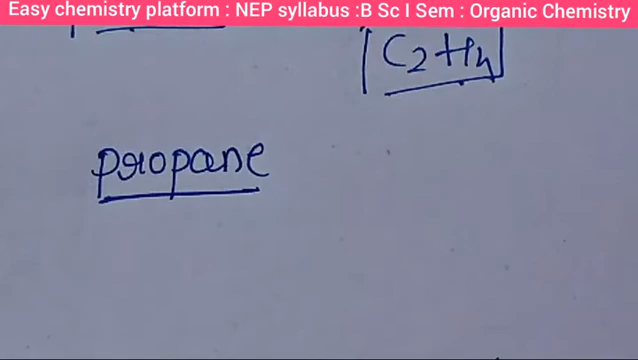 Easy chemistry platform : NEP syllabus :B Sc I Sem : Organic Chemistry
C2H4
propane